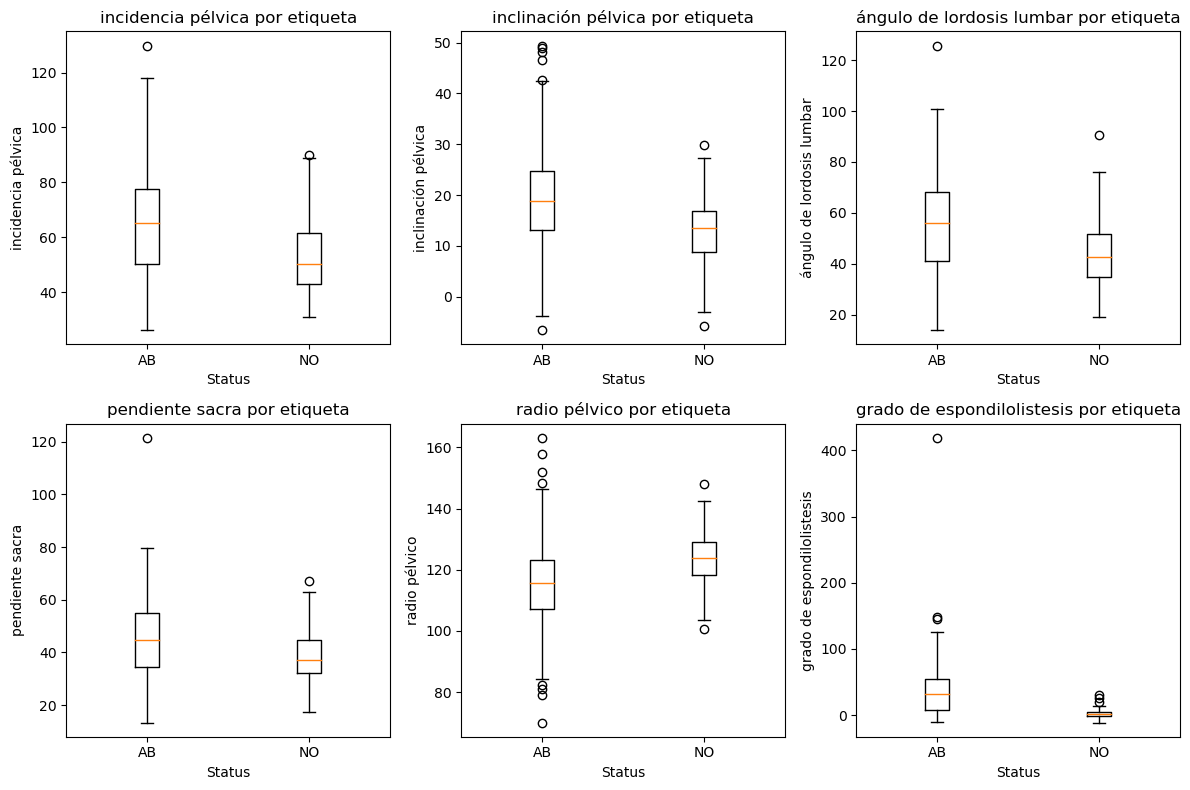 incidencia pélvica por etiqueta
incidencia pélvica
120
100
80
60
40
AB
NO
Status
inclinación pélvica por etiqueta
inclinación pélvica
50
40
30
20
10
0
AB
NO
Status
ángulo de lordosis lumbar por etiqueta
ángulo de lordosis lumbar
120
100
80
60
40
20
AB
NO
Status
pendiente sacra por etiqueta
pendiente sacra
120
100
80
60
40
20
AB
NO
Status
radio pélvico por etiqueta
radio pélvico
160
140
120
100
80
AB
NO
Status
grado de espondilolistesis por etiqueta
grado de espondilolistesis
400
300
200
100
0
AB
NO
Status